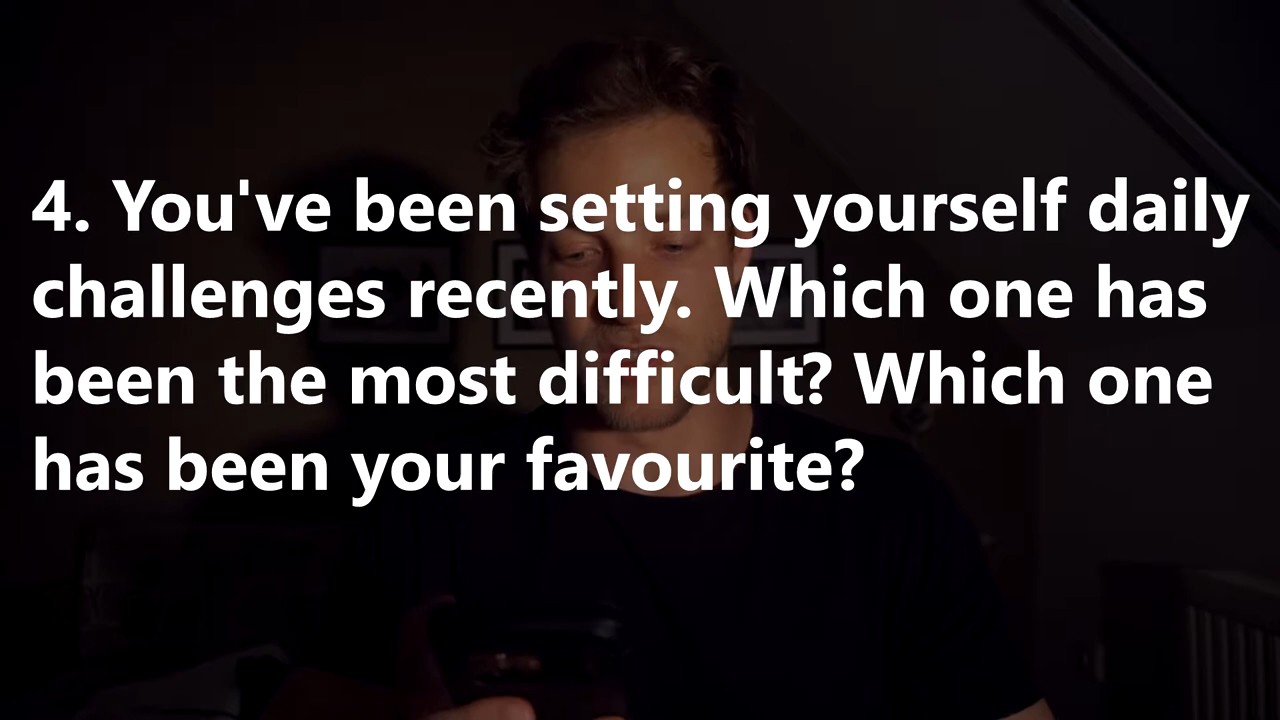 4. You've been setting yourself daily
challenges recently. Which one has
been the most difficult? Which one
has been your favourite?